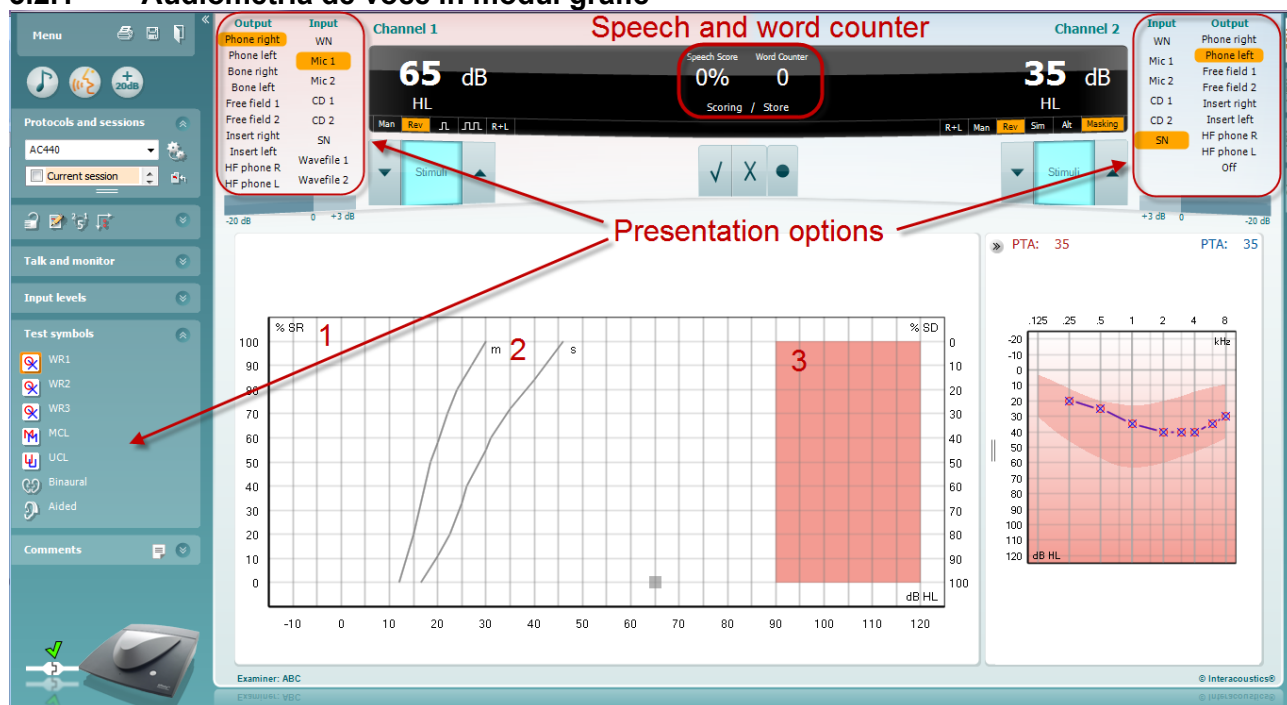 Audiometria de voce în modul grafic
Menu
Protocols and sessions
AC440
Current session
Talk and monitor
Input levels
Test symbols
WR1
WR2
WR3
MCL
UCL
Binaural
Aided
Comments
Output Input
Phone right WN
Phone left Mic 1
Bone right Mic 2
Bone left CD 1
Free field 1 CD 2
Free field 2 SN
Insert right Wavefile 1
Insert left Wavefile 2
HF phone R
HF phone L
-20 dB 0 +3 dB
Channel 1
65 dB
HL
Man Rev R+L
Stimuli
Speech and word counter
Speech Score Word Counter
0% 0
Scoring / Store
Channel 2
35 dB
HL
R+L Man Rev Sim Alt Masking
Stimuli
Input Output
WN Phone right
Mic 1 Phone left
Mic 2 Free field 1
CD 1 Free field 2
CD 2 Insert right
SN Insert left
HF phone R
HF phone L
Off
+3 dB 0 -20 dB
Presentation options
% SR 1 2 3 % SD
m s
100 0
90 10
80 20
70 30
60 40
50 50
40 60
30 70
20 80
10 90
0 100
dB HL
-10 0 10 20 30 40 50 60 70 80 90 100 110 120
PTA: 35 PTA: 35
.125 .25 .5 1 2 4 8
kHz
-20
-10
0
10
20
30
40
50
60
70
80
90
100
110
120 dB HL
Examiner: ABC © Interacoustics®